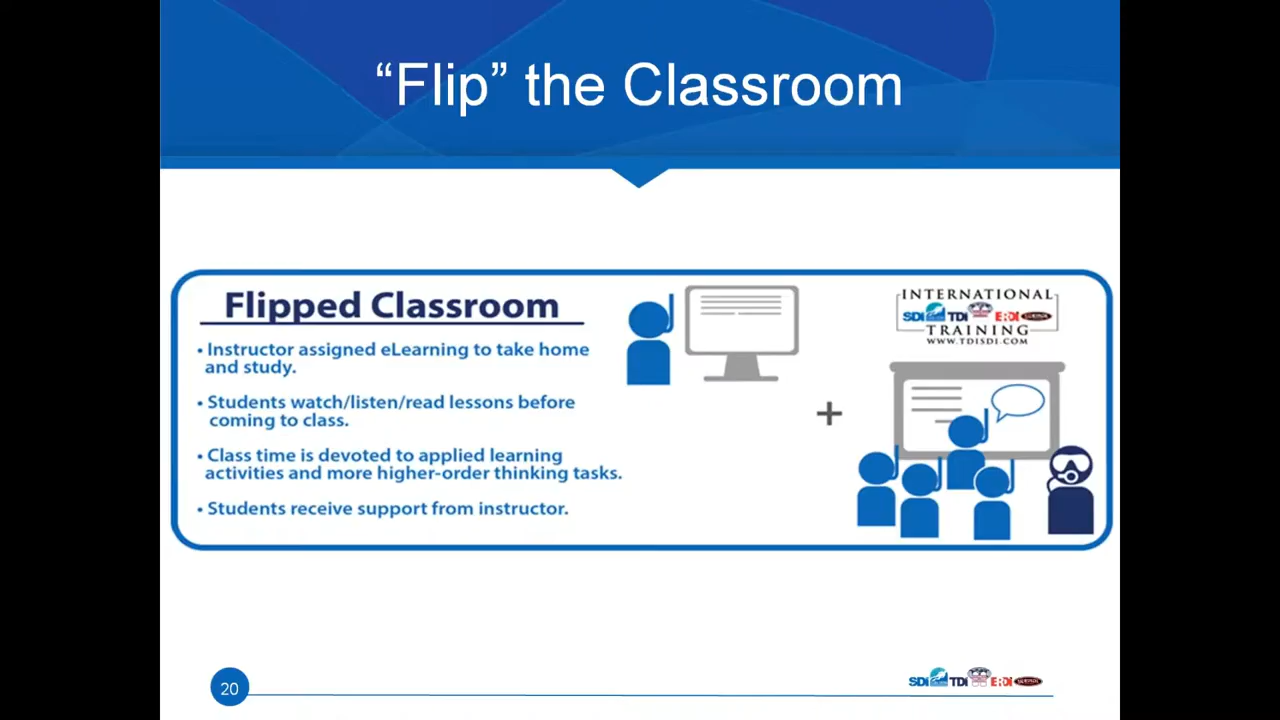 “Flip” the Classroom
Flipped Classroom
• Instructor assigned eLearning to take home
and study.
• Students watch/listen/read lessons before
coming to class.
• Class time is devoted to applied learning
activities and more higher-order thinking tasks.
• Students receive support from instructor.
INTERNATIONAL
SDI TDI ERDI
TRAINING
WWW.TDISDI.COM
+
20
SDI TDI ERDI